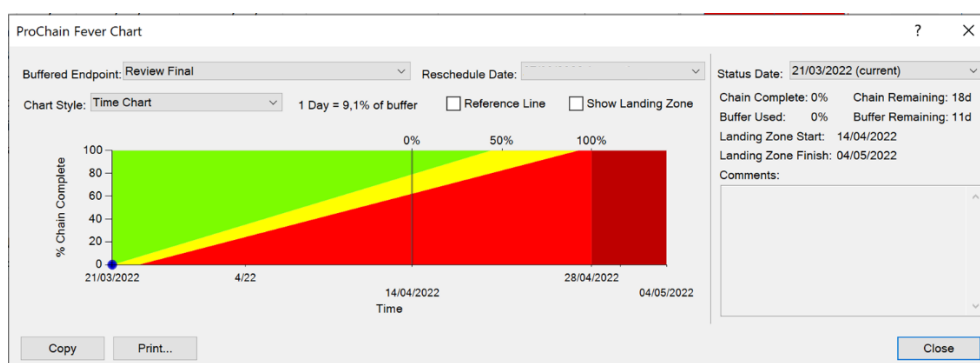 ProChain Fever Chart
Buffered Endpoint: Review Final
Reschedule Date:
Chart Style: Time Chart
1 Day = 9,1% of buffer
Reference Line
Show Landing Zone
0% 50% 100%
% Chain Complete
100
80
60
40
20
0
21/03/2022 4/22 14/04/2022 28/04/2022 04/05/2022
Time
Status Date: 21/03/2022 (current)
Chain Complete: 0% Chain Remaining: 18d
Buffer Used: 0% Buffer Remaining: 11d
Landing Zone Start: 14/04/2022
Landing Zone Finish: 04/05/2022
Comments:
Copy
Print...
Close